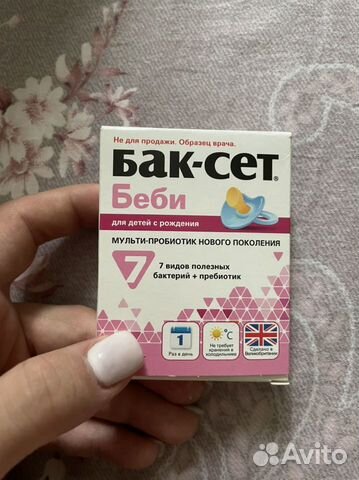 Не для продажи. Образец врача.
БАК-СЕТ®
Беби
для детей с рождения
МУЛЬТИ-ПРОБИОТИК НОВОГО ПОКОЛЕНИЯ
7
7 видов полезных
бактерий + пребиотик
1
Раз в день
°C
Не требует
хранения в
холодильнике
Сделано в
Великобритании
Avito